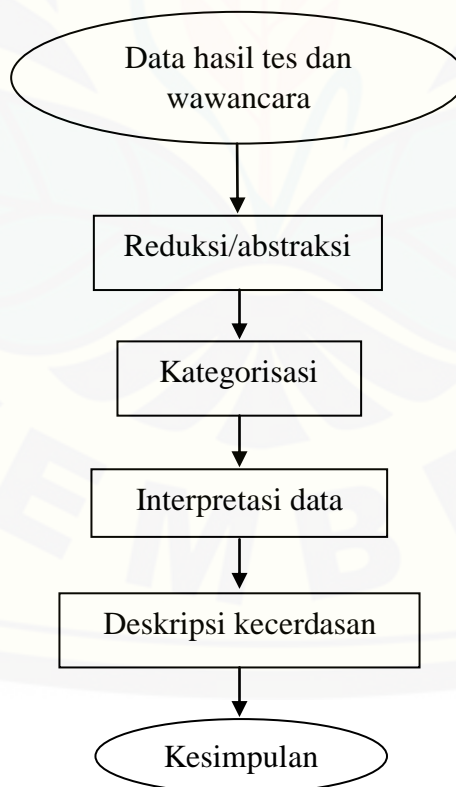 Data hasil tes dan
wawancara
Reduksi/abstraksi
Kategorisasi
Interpretasi data
Deskripsi kecerdasan
Kesimpulan